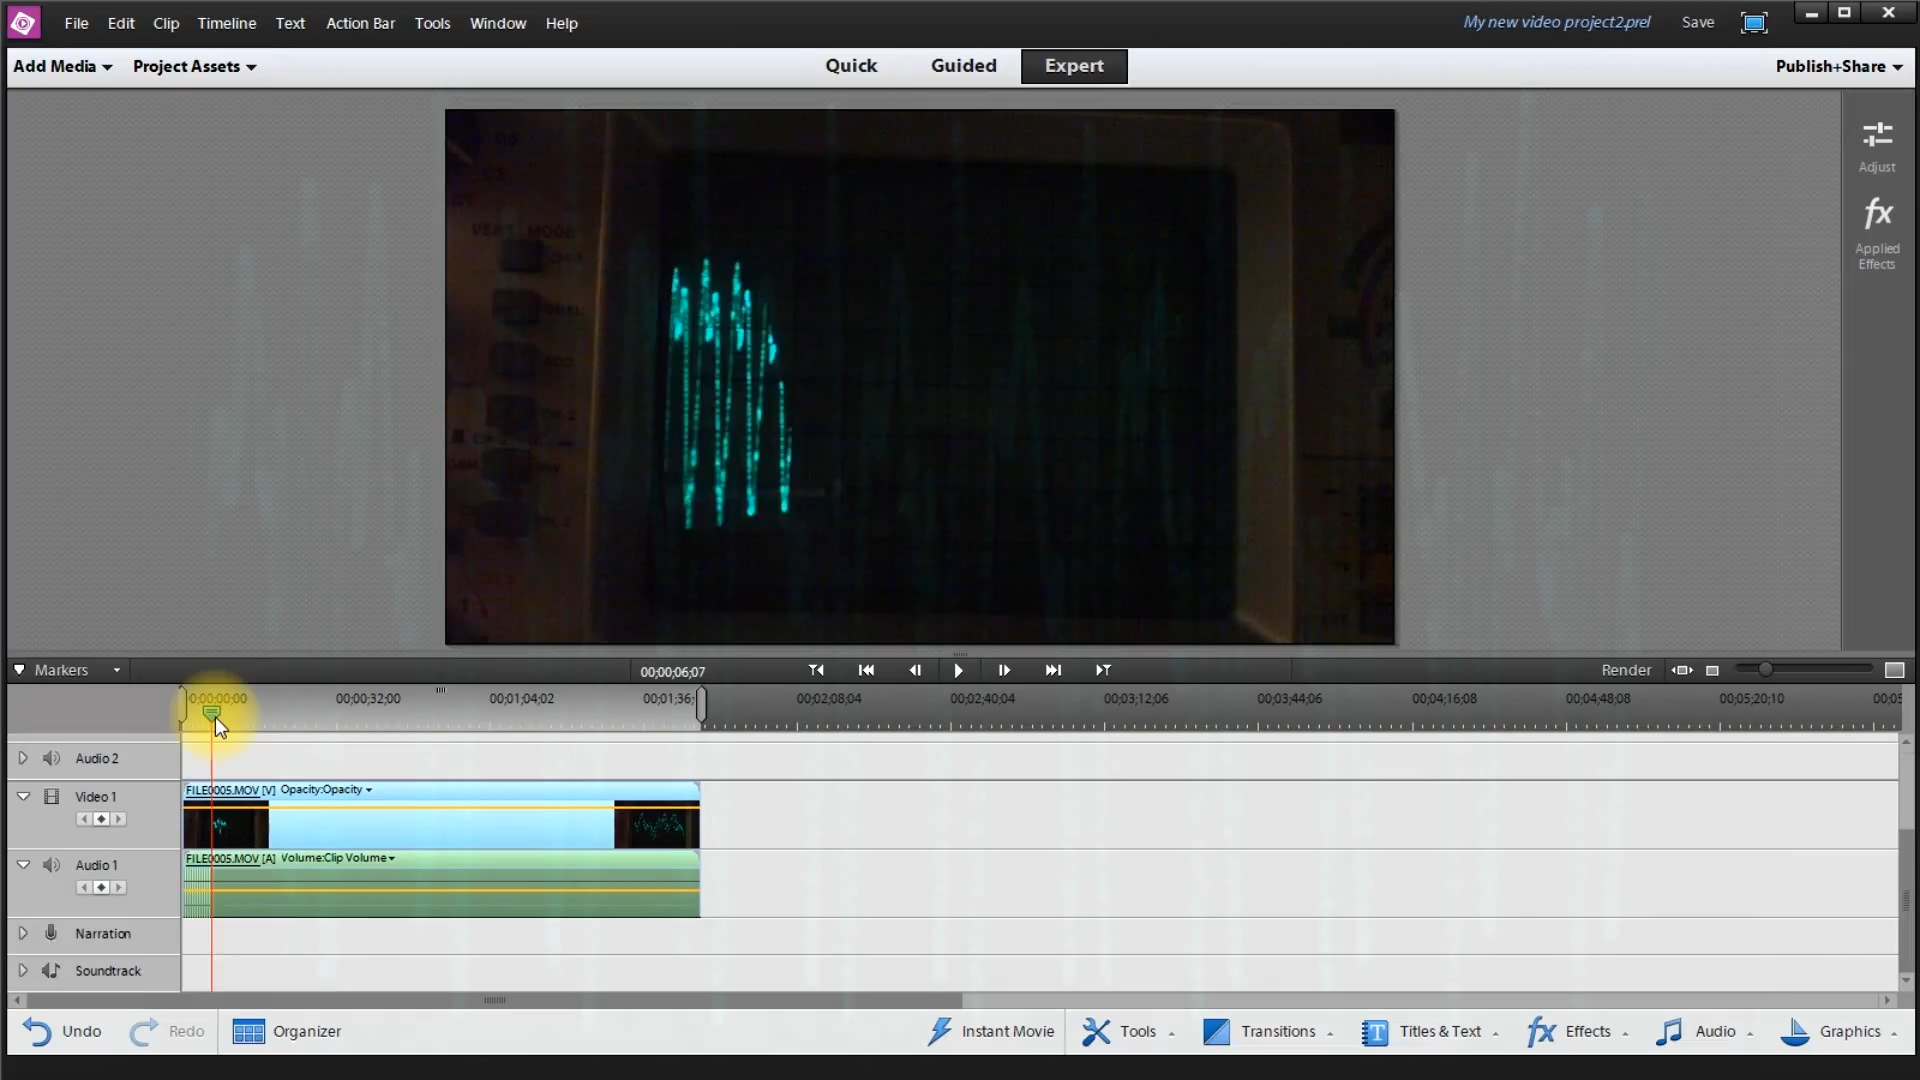 File Edit Clip Timeline Text Action Bar Tools Window Help My new video project2.prel Save
Add Media Project Assets Quick Guided Expert Publish+Share
Adjust
fx
Applied
Effects
VERT MODE
Markers 00;00;06;07 Render
0;00;00;00 00;00;32;00 00;01;04;02 00;01;36; 00;02;08;04 00;02;40;04 00;03;12;06 00;03;44;06 00;04;16;08 00;04;48;08 00;05;20;10 00;05
Audio 2
Video 1 FILE0005.MOV [V] Opacity:Opacity
Audio 1 FILE0005.MOV [A] Volume:Clip Volume
Narration
Soundtrack
Undo Redo Organizer Instant Movie Tools Transitions T Titles & Text fx Effects Audio Graphics